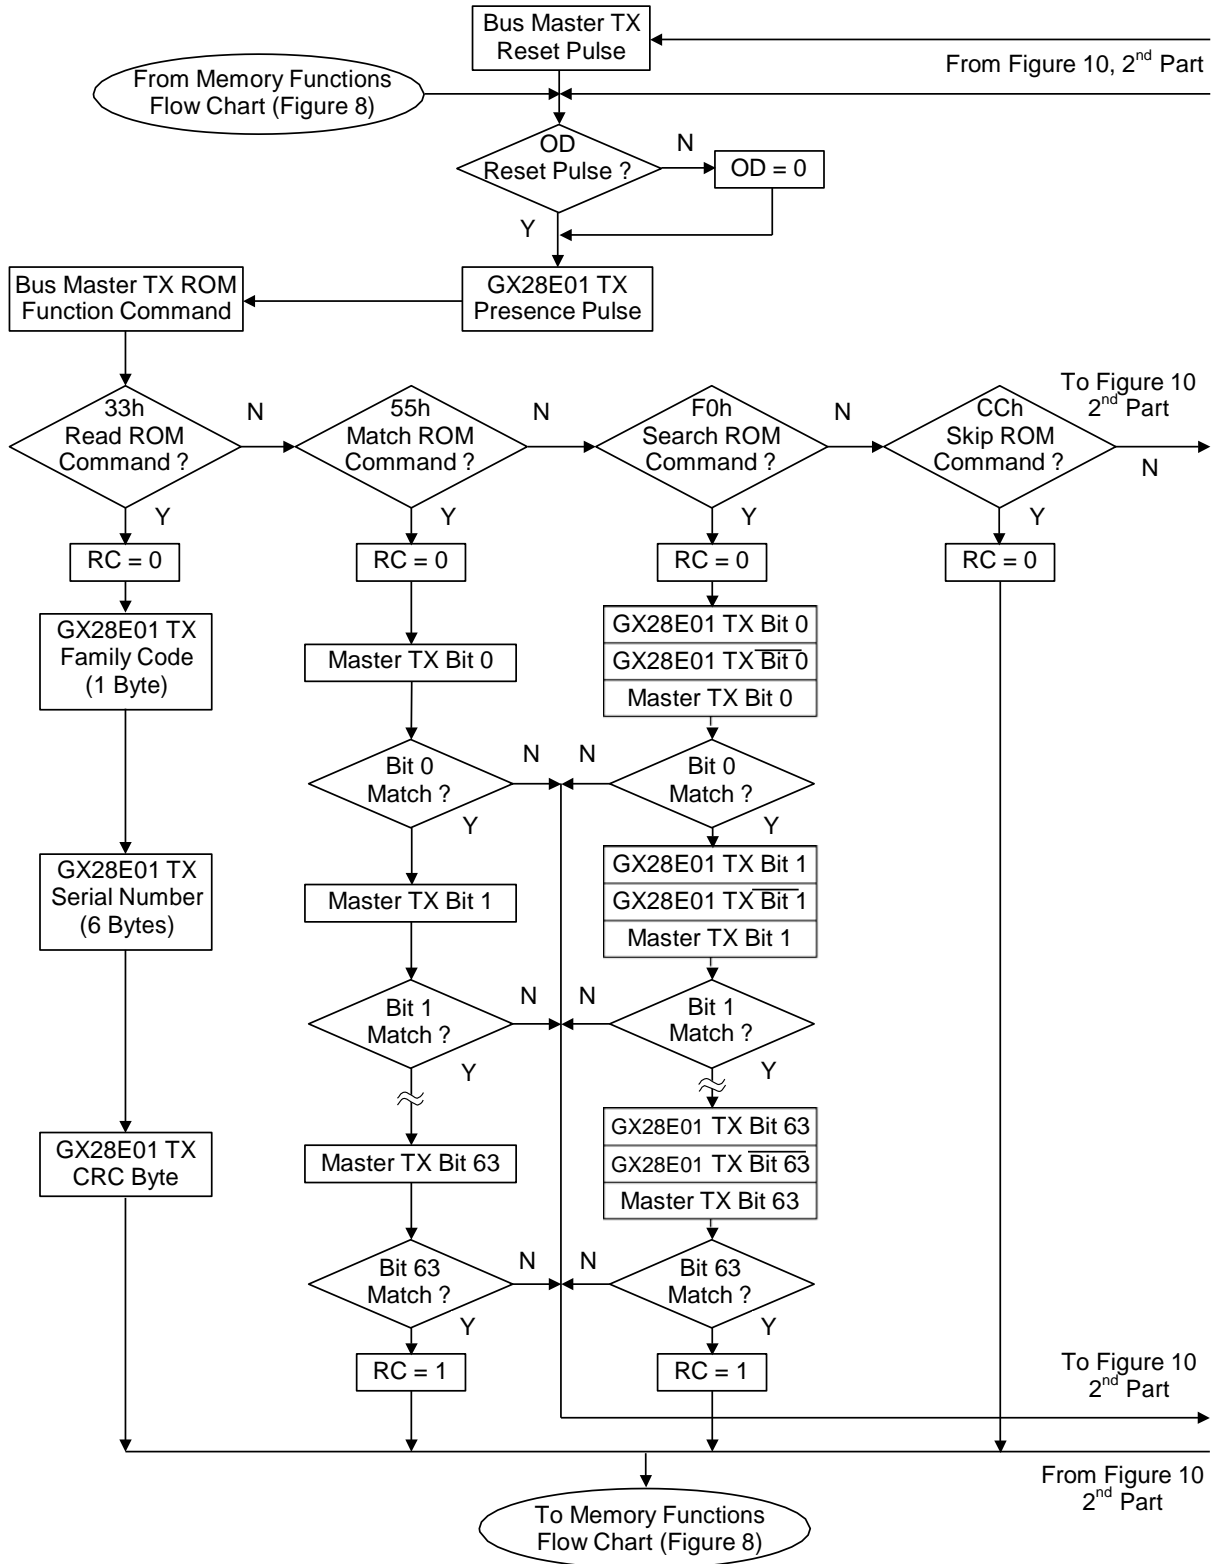 Bus Master TX
Reset Pulse
From Figure 10, 2nd Part
From Memory Functions
Flow Chart (Figure 8)
OD
Reset Pulse ?
N
OD = 0
Y
GX28E01 TX
Presence Pulse
Bus Master TX ROM
Function Command
33h
Read ROM
Command ?
N
55h
Match ROM
Command ?
N
F0h
Search ROM
Command ?
N
CCh
Skip ROM
Command ?
N
To Figure 10
2nd Part
Y
Y
Y
Y
RC = 0
RC = 0
RC = 0
RC = 0
GX28E01 TX
Family Code
(1 Byte)
Master TX Bit 0
GX28E01 TX Bit 0
GX28E01 TX B̅i̅t̅ ̅0̅
Master TX Bit 0
Bit 0
Match ?
N
N
Bit 0
Match ?
Y
Y
GX28E01 TX
Serial Number
(6 Bytes)
Master TX Bit 1
GX28E01 TX Bit 1
GX28E01 TX B̅i̅t̅ ̅1̅
Master TX Bit 1
Bit 1
Match ?
N
N
Bit 1
Match ?
Y
Y
GX28E01 TX
CRC Byte
Master TX Bit 63
GX28E01 TX Bit 63
GX28E01 TX B̅i̅t̅ ̅6̅3̅
Master TX Bit 63
Bit 63
Match ?
N
N
Bit 63
Match ?
Y
Y
RC = 1
RC = 1
To Figure 10
2nd Part
From Figure 10
2nd Part
To Memory Functions
Flow Chart (Figure 8)